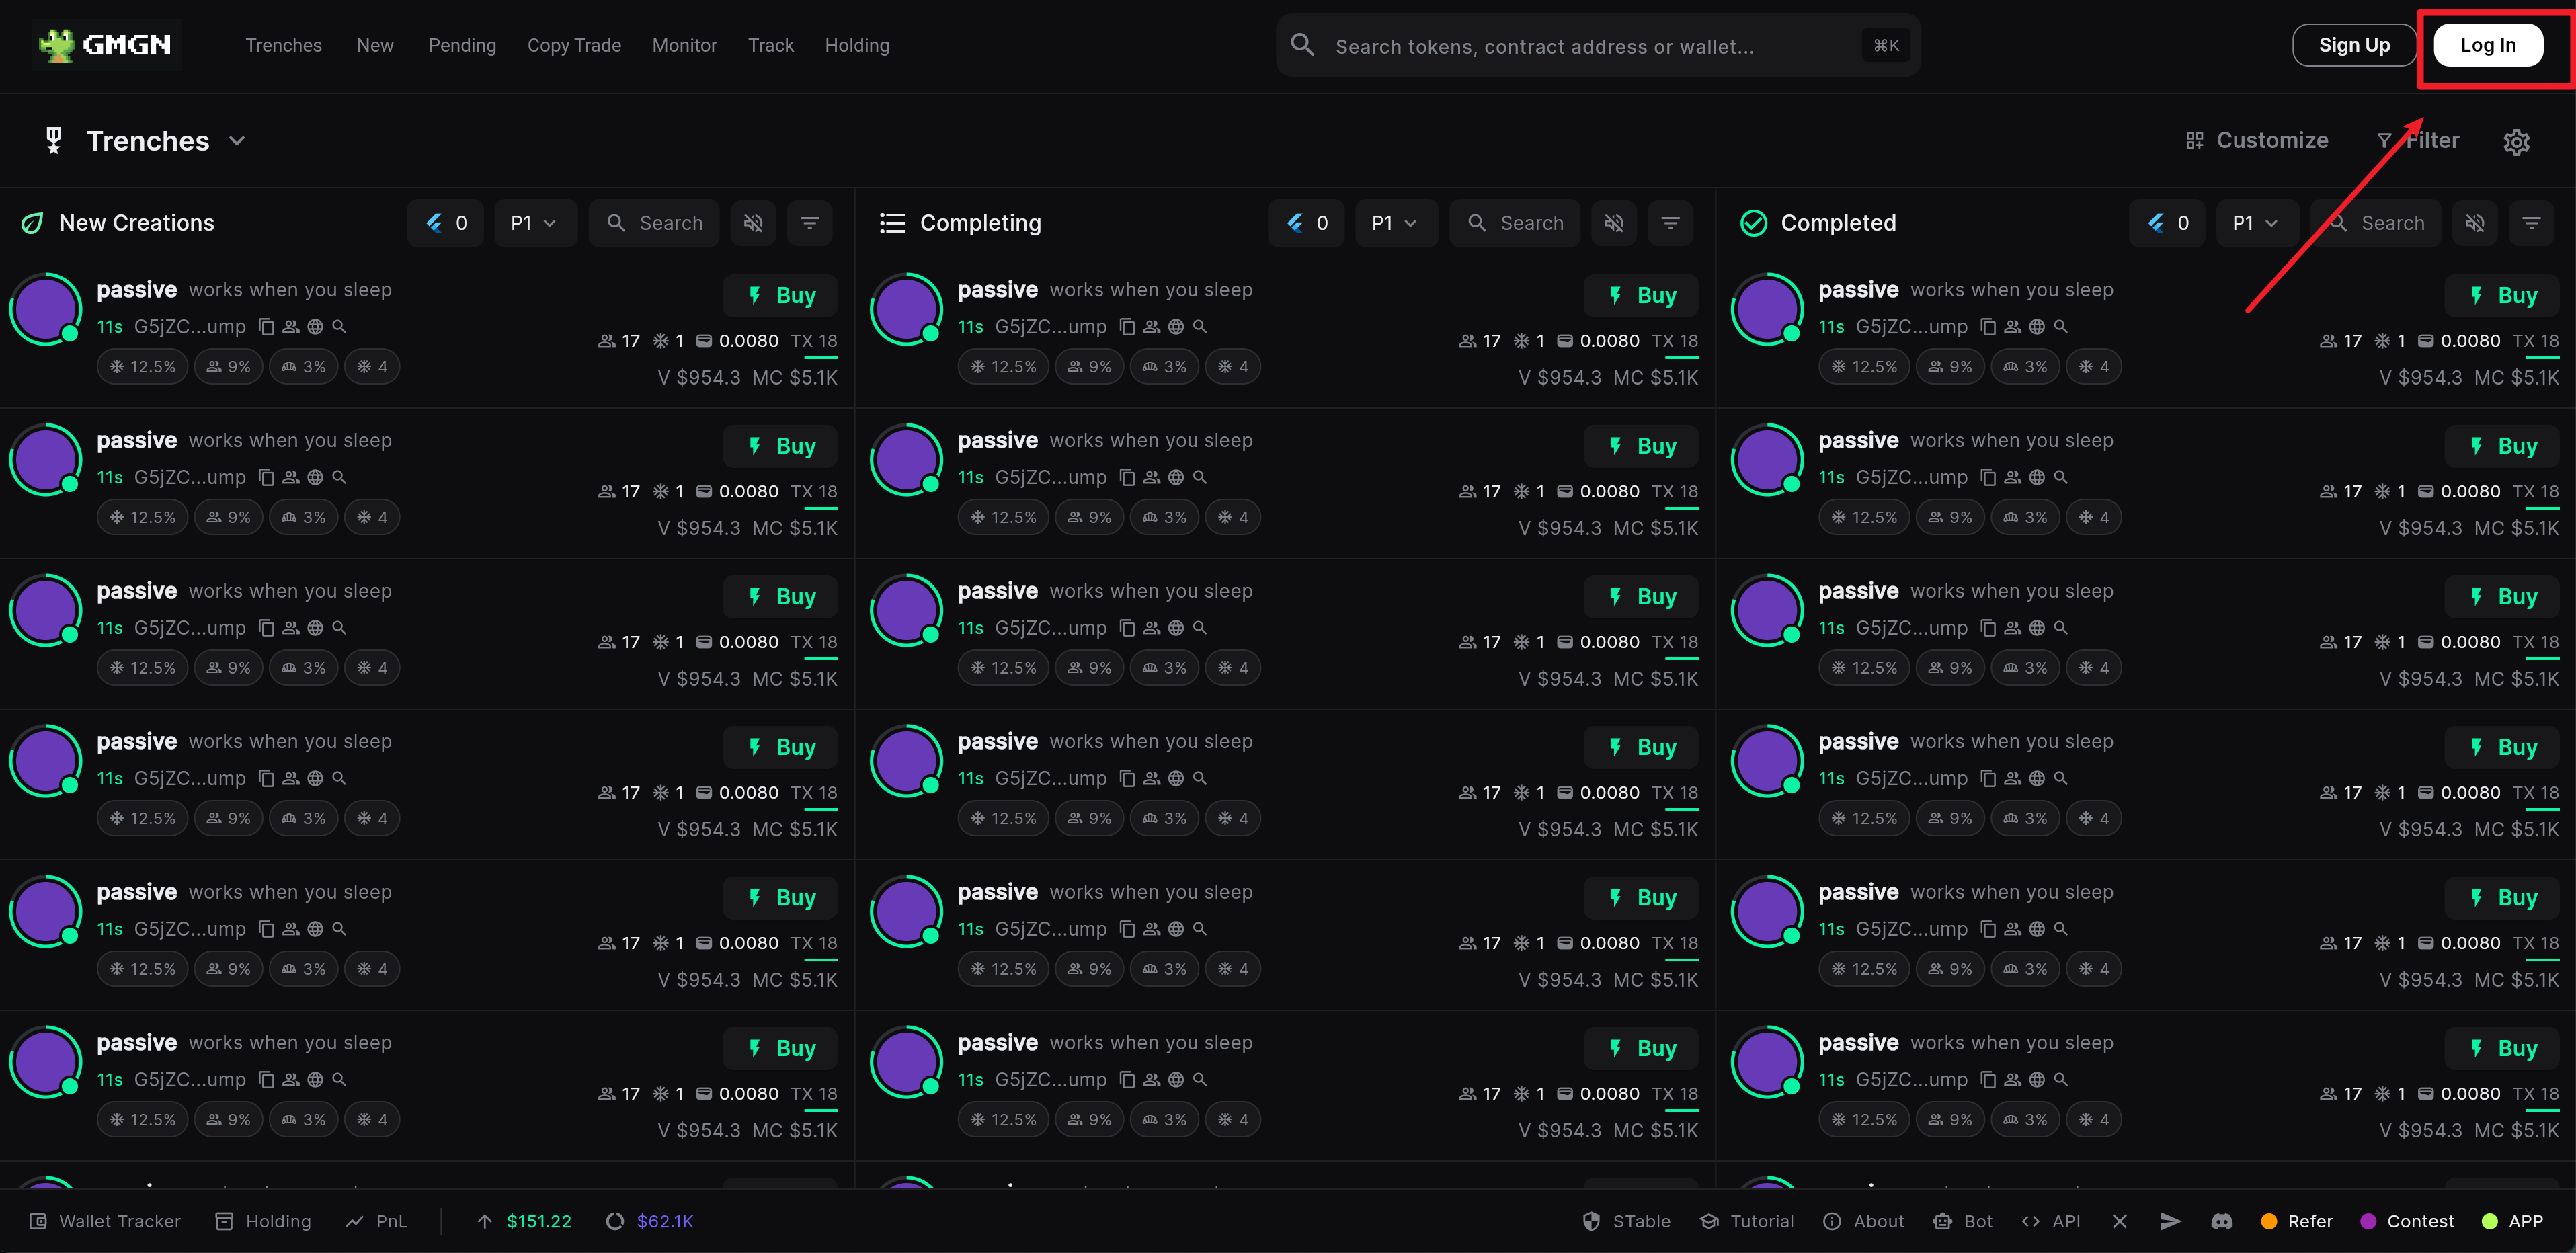 GMGN Trenches New Pending Copy Trade Monitor Track Holding Search tokens, contract address or wallet... ⌘K Sign Up Log In
Trenches Customize Filter
New Creations 0 P1 Search
passive works when you sleep Buy
11s G5jZC...ump 17 1 0.0080 TX 18
12.5% 9% 3% 4 V $954.3 MC $5.1K
passive works when you sleep Buy
11s G5jZC...ump 17 1 0.0080 TX 18
12.5% 9% 3% 4 V $954.3 MC $5.1K
passive works when you sleep Buy
11s G5jZC...ump 17 1 0.0080 TX 18
12.5% 9% 3% 4 V $954.3 MC $5.1K
passive works when you sleep Buy
11s G5jZC...ump 17 1 0.0080 TX 18
12.5% 9% 3% 4 V $954.3 MC $5.1K
passive works when you sleep Buy
11s G5jZC...ump 17 1 0.0080 TX 18
12.5% 9% 3% 4 V $954.3 MC $5.1K
passive works when you sleep Buy
11s G5jZC...ump 17 1 0.0080 TX 18
12.5% 9% 3% 4 V $954.3 MC $5.1K
Completing 0 P1 Search
passive works when you sleep Buy
11s G5jZC...ump 17 1 0.0080 TX 18
12.5% 9% 3% 4 V $954.3 MC $5.1K
passive works when you sleep Buy
11s G5jZC...ump 17 1 0.0080 TX 18
12.5% 9% 3% 4 V $954.3 MC $5.1K
passive works when you sleep Buy
11s G5jZC...ump 17 1 0.0080 TX 18
12.5% 9% 3% 4 V $954.3 MC $5.1K
passive works when you sleep Buy
11s G5jZC...ump 17 1 0.0080 TX 18
12.5% 9% 3% 4 V $954.3 MC $5.1K
passive works when you sleep Buy
11s G5jZC...ump 17 1 0.0080 TX 18
12.5% 9% 3% 4 V $954.3 MC $5.1K
passive works when you sleep Buy
11s G5jZC...ump 17 1 0.0080 TX 18
12.5% 9% 3% 4 V $954.3 MC $5.1K
Completed 0 P1 Search
passive works when you sleep Buy
11s G5jZC...ump 17 1 0.0080 TX 18
12.5% 9% 3% 4 V $954.3 MC $5.1K
passive works when you sleep Buy
11s G5jZC...ump 17 1 0.0080 TX 18
12.5% 9% 3% 4 V $954.3 MC $5.1K
passive works when you sleep Buy
11s G5jZC...ump 17 1 0.0080 TX 18
12.5% 9% 3% 4 V $954.3 MC $5.1K
passive works when you sleep Buy
11s G5jZC...ump 17 1 0.0080 TX 18
12.5% 9% 3% 4 V $954.3 MC $5.1K
passive works when you sleep Buy
11s G5jZC...ump 17 1 0.0080 TX 18
12.5% 9% 3% 4 V $954.3 MC $5.1K
passive works when you sleep Buy
11s G5jZC...ump 17 1 0.0080 TX 18
12.5% 9% 3% 4 V $954.3 MC $5.1K
Wallet Tracker Holding PnL $151.22 $62.1K STable Tutorial About Bot API Refer Contest APP